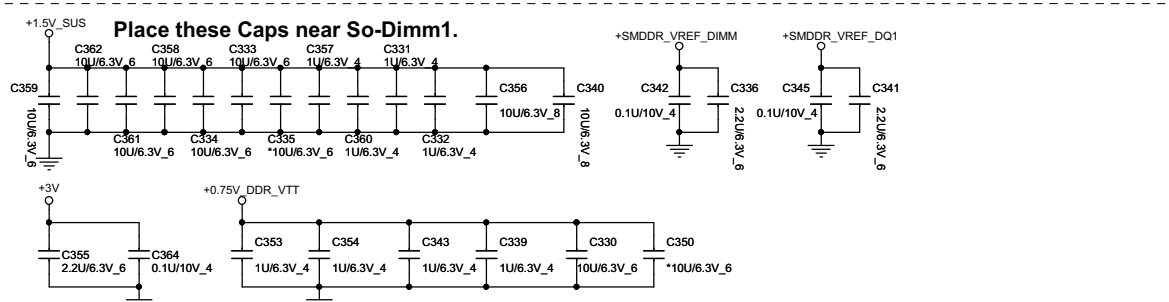 +1.5V_SUS
Place these Caps near So-Dimm1.
+SMDDR_VREF_DIMM
+SMDDR_VREF_DQ1
C362
10U/6.3V_6
C358
10U/6.3V_6
C333
10U/6.3V_6
C357
1U/6.3V_4
C331
1U/6.3V_4
C359
10U/6.3V_6
C356
10U/6.3V_8
C340
10U/6.3V_8
C342
0.1U/10V_4
C336
2.2U/6.3V_6
C345
0.1U/10V_4
C341
2.2U/6.3V_6
C361
10U/6.3V_6
C334
10U/6.3V_6
C335
*10U/6.3V_6
C360
1U/6.3V_4
C332
1U/6.3V_4
+3V
+0.75V_DDR_VTT
C355
2.2U/6.3V_6
C364
0.1U/10V_4
C353
1U/6.3V_4
C354
1U/6.3V_4
C343
1U/6.3V_4
C339
1U/6.3V_4
C330
10U/6.3V_6
C350
*10U/6.3V_6